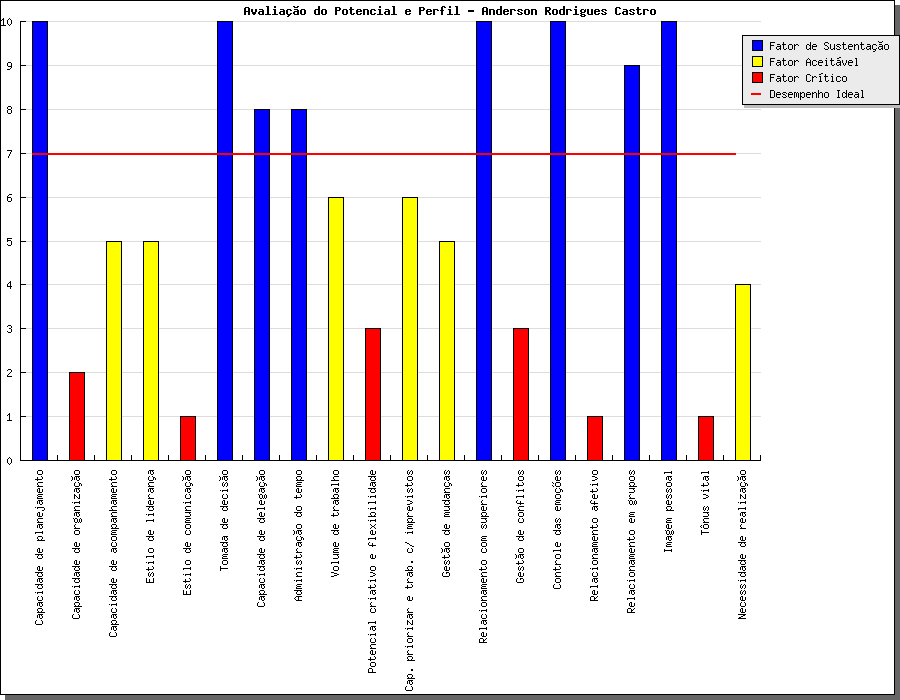 Avaliação do Potencial e Perfil - Anderson Rodrigues Castro
10
9
8
7
6
5
4
3
2
1
0
Fator de Sustentação
Fator Aceitável
Fator Crítico
Desempenho Ideal
Capacidade de planejamento
Capacidade de organização
Capacidade de acompanhamento
Estilo de liderança
Estilo de comunicação
Tomada de decisão
Capacidade de delegação
Administração do tempo
Volume de trabalho
Potencial criativo e flexibilidade
Cap. priorizar e trab. c/ imprevistos
Gestão de mudanças
Relacionamento com superiores
Gestão de conflitos
Controle das emoções
Relacionamento afetivo
Relacionamento em grupos
Imagem pessoal
Tônus vital
Necessidade de realização